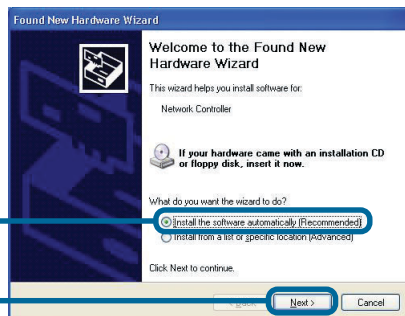 Found New Hardware Wizard
Welcome to the Found New
Hardware Wizard
This wizard helps you install software for:
Network Controller
If your hardware came with an installation CD
or floppy disk, insert it now.
What do you want the wizard to do?
Install the software automatically (Recommended)
Install from a list or specific location (Advanced)
Click Next to continue.
< Back
Next >
Cancel